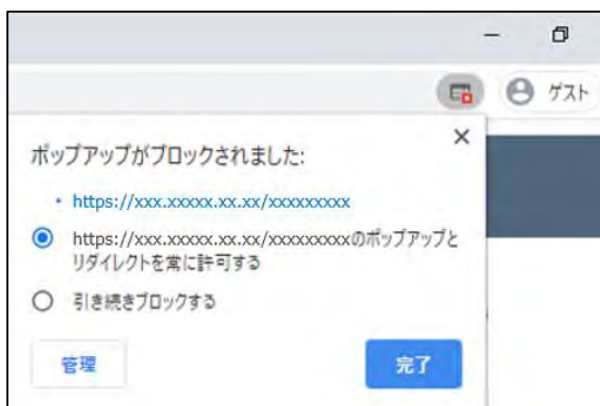 ゲスト
ポップアップがブロックされました:
• https://xxx.xxxxx.xx.xx/xxxxxxxxx
https://xxx.xxxxx.xx.xx/xxxxxxxxxのポップアップと
リダイレクトを常に許可する
引き続きブロックする
管理
完了